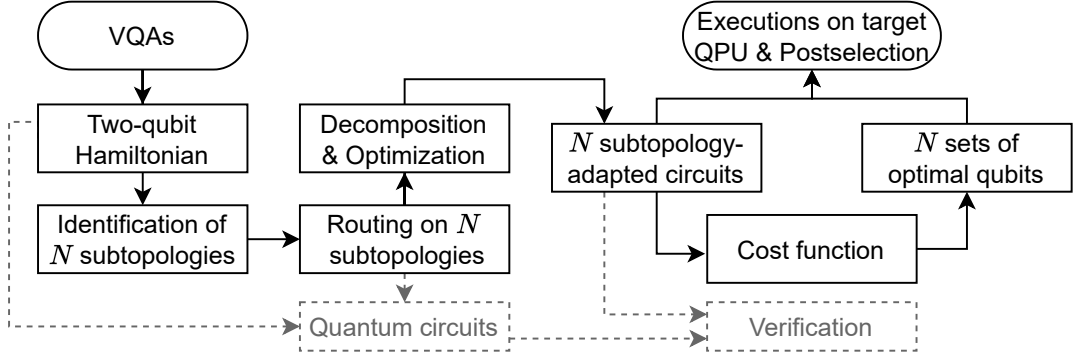 VQAs
Two-qubit
Hamiltonian
Identification of
N subtopologies
Decomposition
& Optimization
Routing on N
subtopologies
Quantum circuits
Executions on target
QPU & Postselection
N subtopology-
adapted circuits
N sets of
optimal qubits
Cost function
Verification